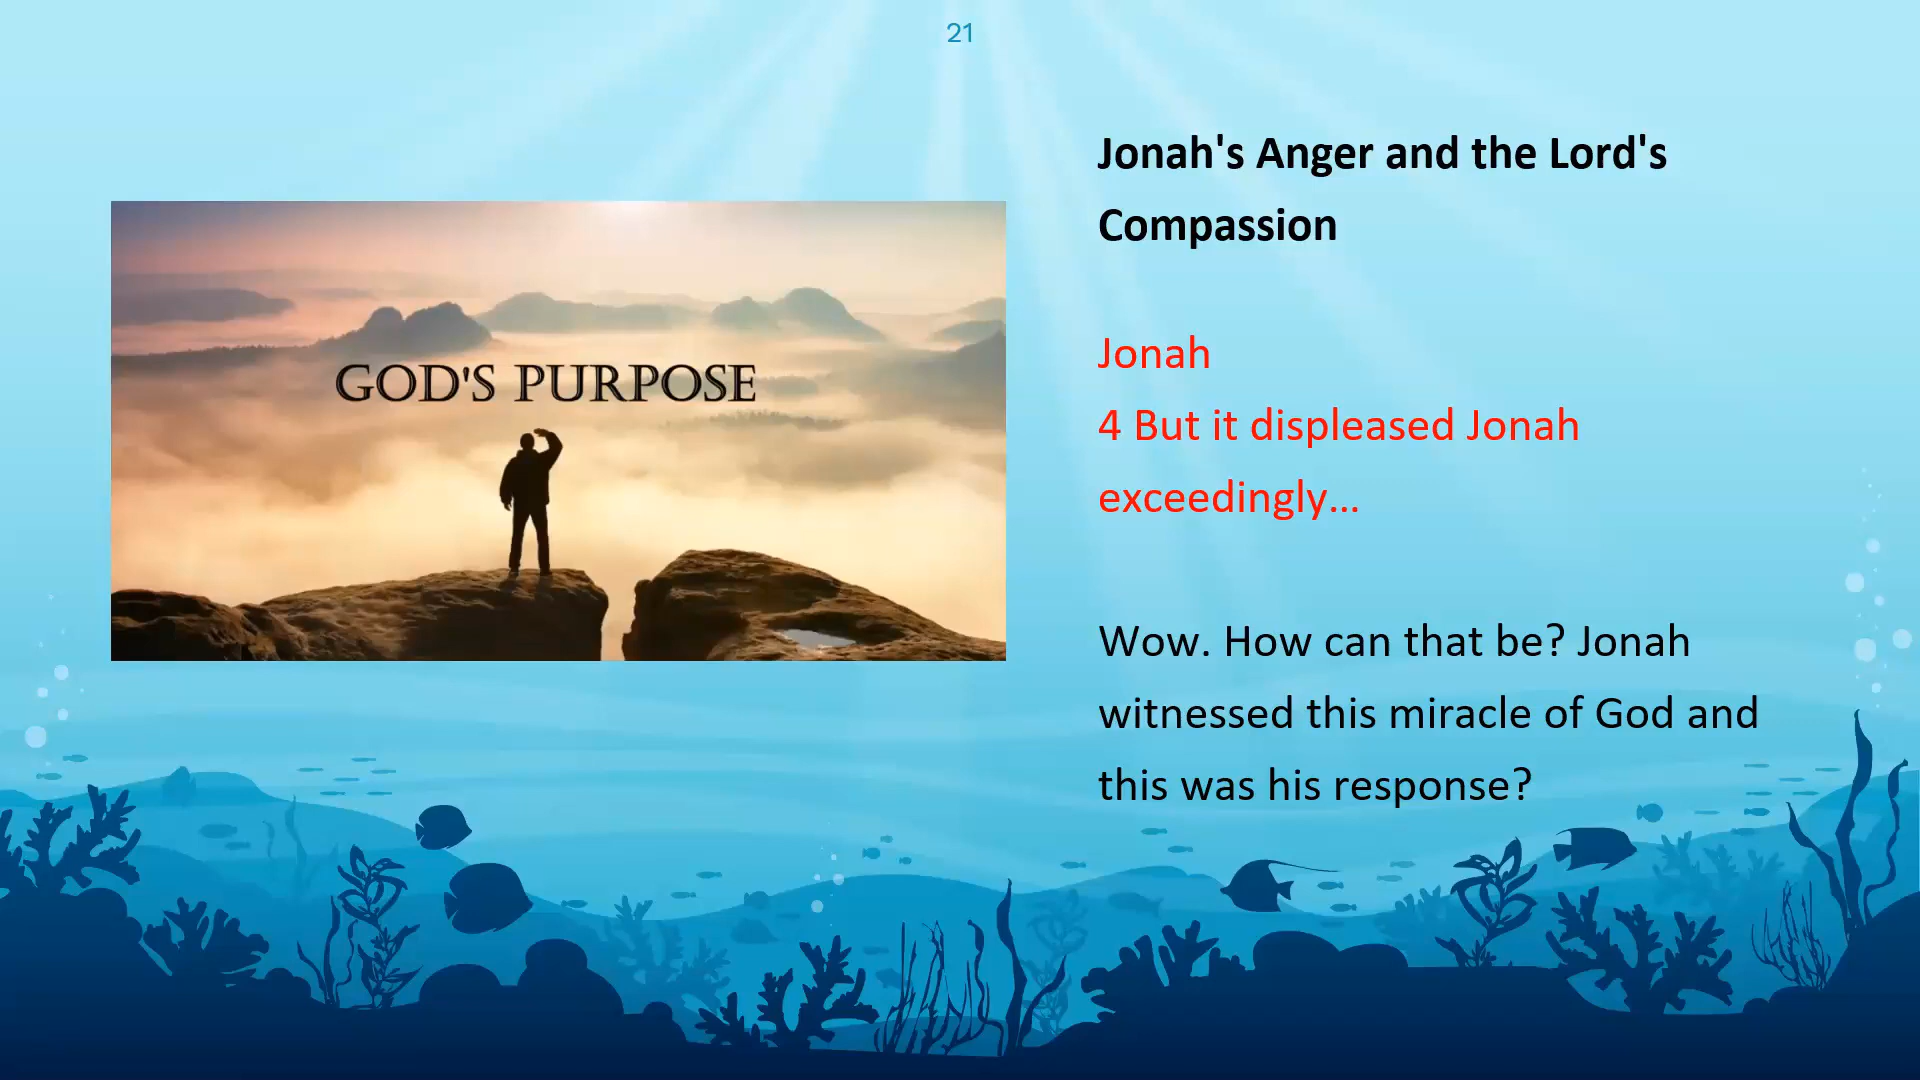 21
GOD'S PURPOSE
Jonah's Anger and the Lord's
Compassion
Jonah
4 But it displeased Jonah
exceedingly...
Wow. How can that be? Jonah
witnessed this miracle of God and
this was his response?